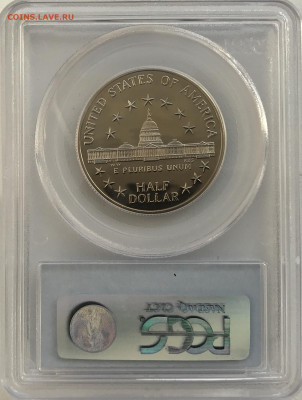 COINS.LAVE.RU
UNITED STATES OF AMERICA
E PLURIBUS UNUM
HALF
DOLLAR
PCGS